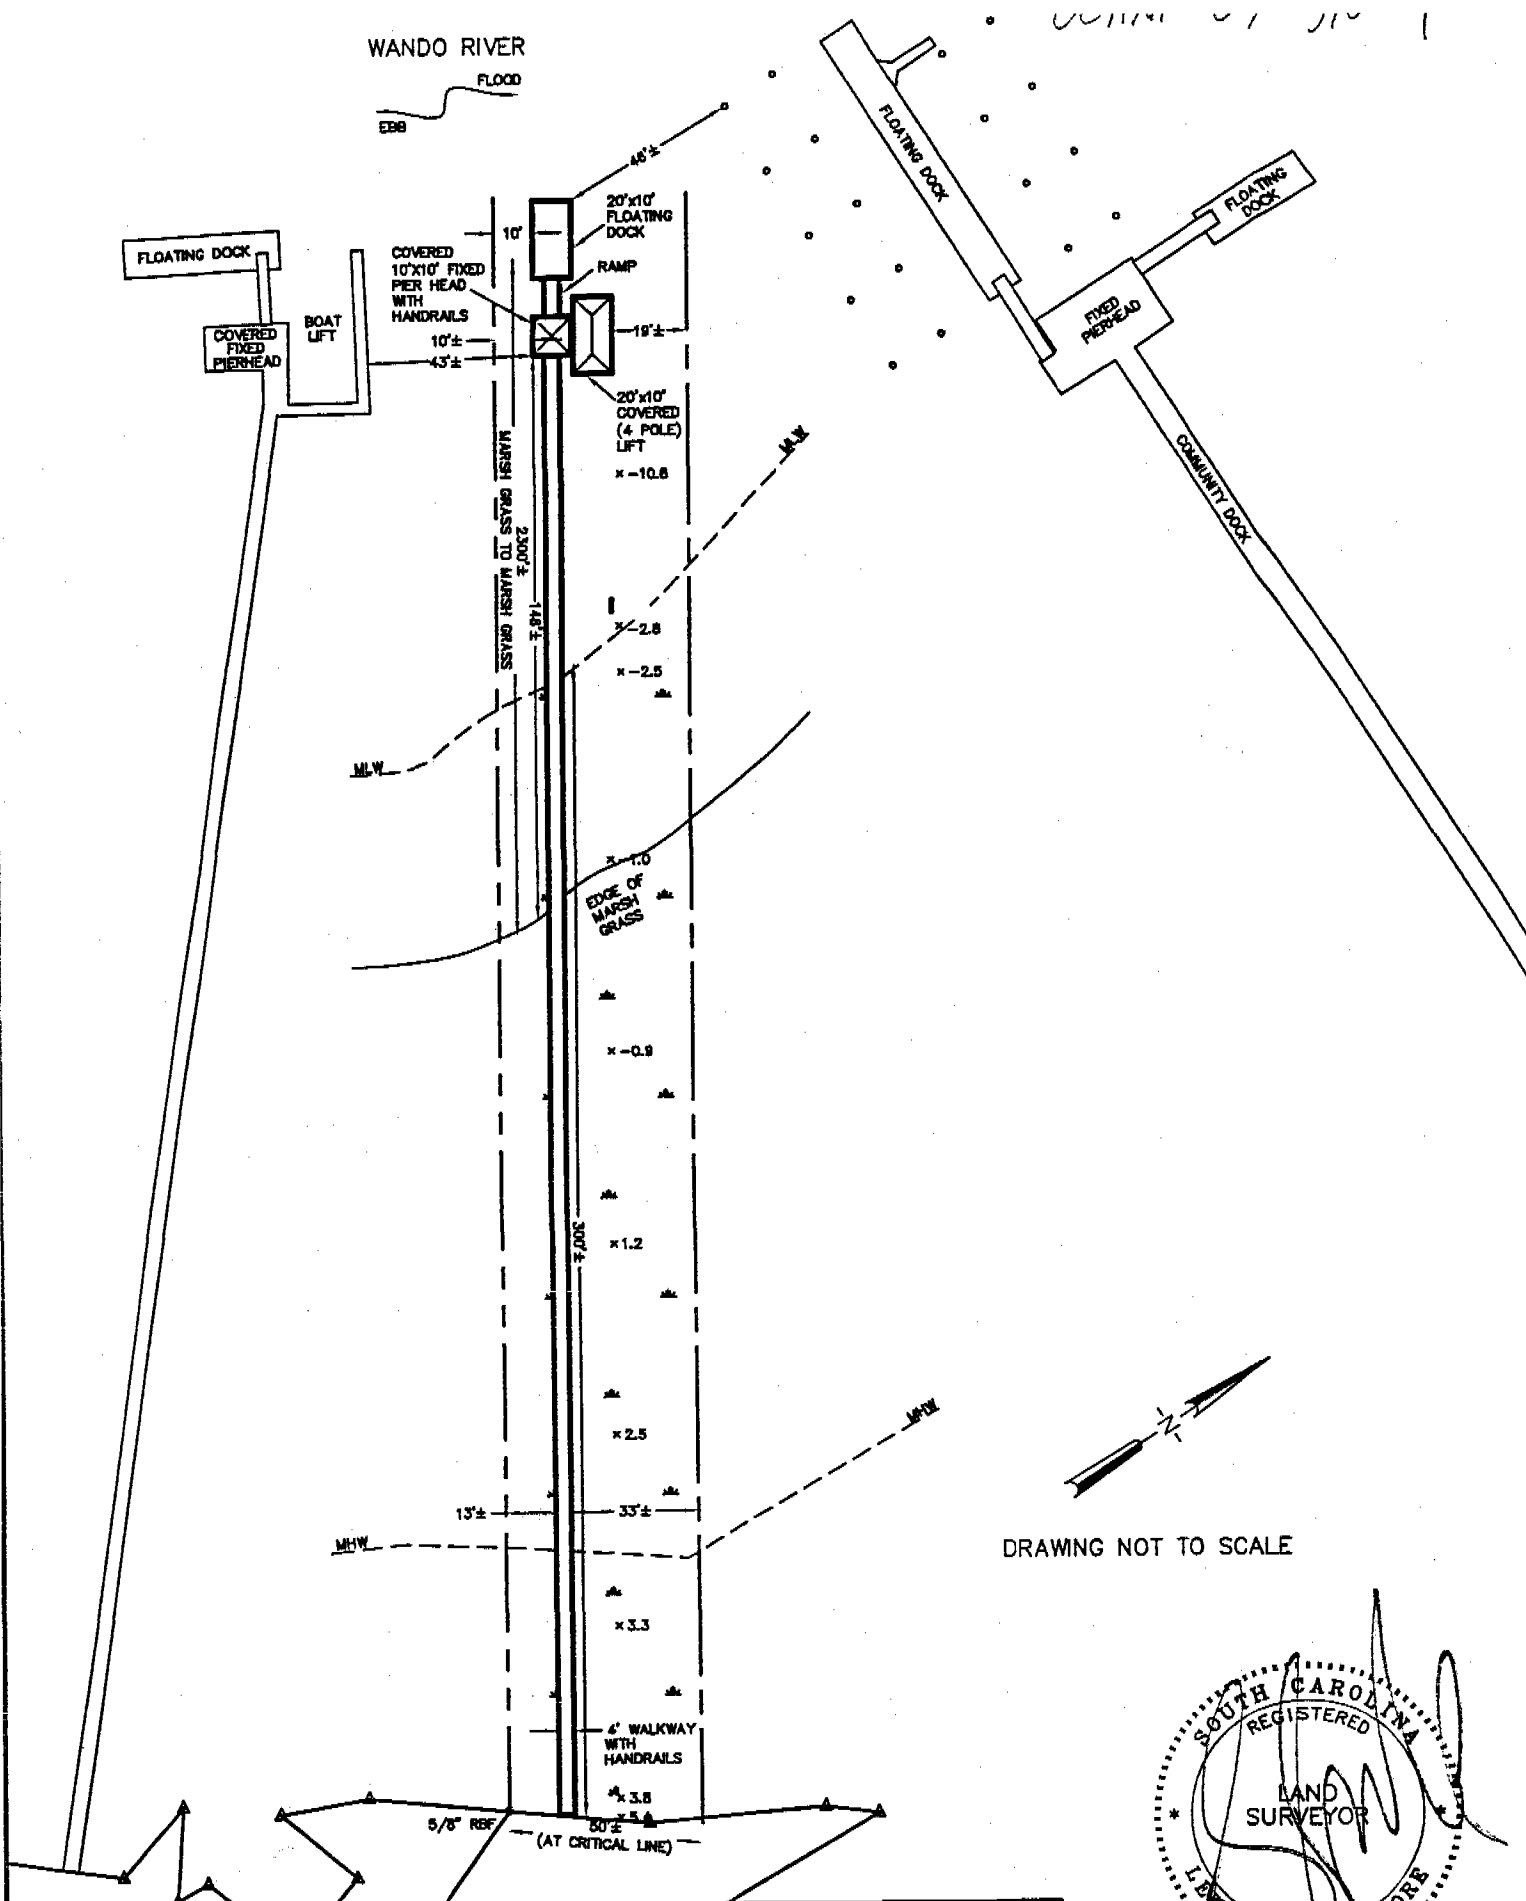 WANDO RIVER
FLOOD
EBB
46'±
FLOATING DOCK
FLOATING
DOCK
FIXED
PIERHEAD
COMMUNITY DOCK
20'x10'
FLOATING
DOCK
10'
RAMP
COVERED
10'X10' FIXED
PIER HEAD
WITH
HANDRAILS
10'±
43'±
19'±
FLOATING DOCK
COVERED
FIXED
PIERHEAD
BOAT
LIFT
20'x10'
COVERED
(4 POLE)
LIFT
MLW
×-10.6
MARSH GRASS TO MARSH GRASS
2300'±
148'±
×-2.8
×-2.5
MLW
×-1.0
EDGE OF
MARSH
GRASS
×-0.9
300'±
×1.2
MHW
×2.5
N
13'±
33'±
MHW
DRAWING NOT TO SCALE
×3.3
4' WALKWAY
WITH
HANDRAILS
×3.8
5/8" RBF
50'±
(AT CRITICAL LINE)
SOUTH CAROLINA
REGISTERED
LAND
SURVEYOR